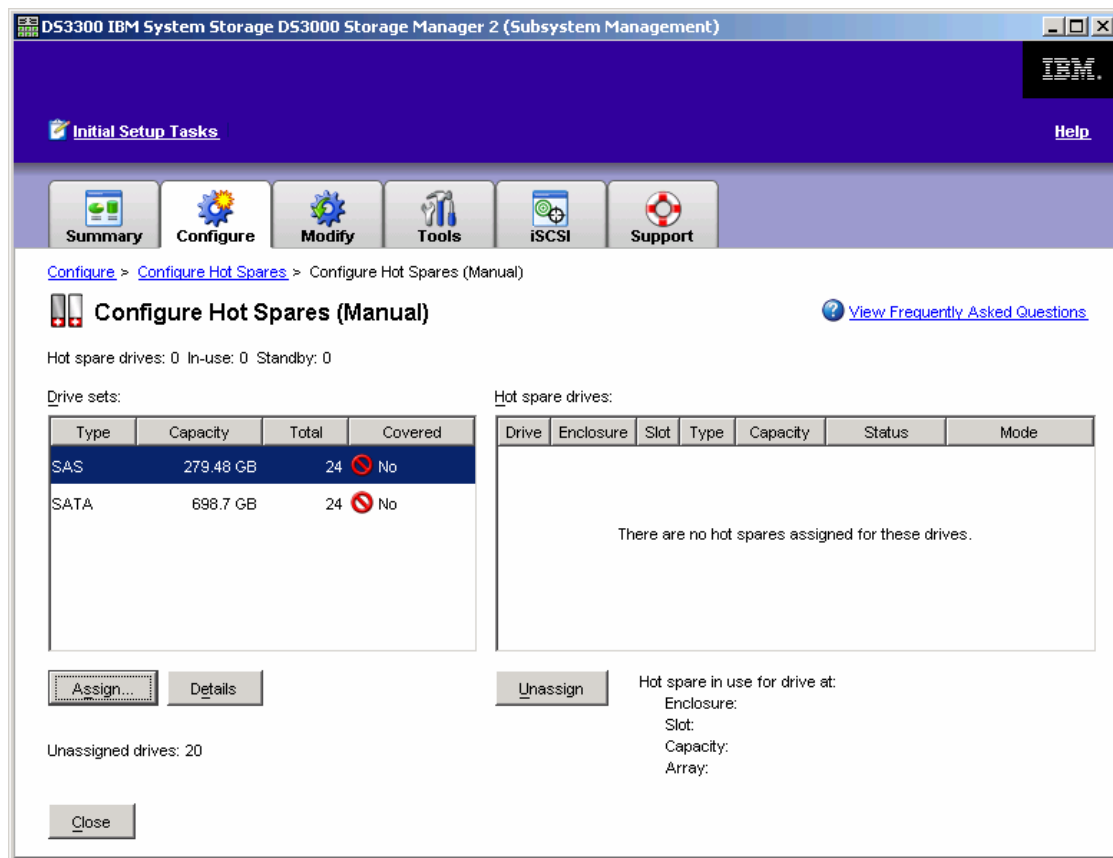 DS3300 IBM System Storage DS3000 Storage Manager 2 (Subsystem Management)
IBM.
Initial Setup Tasks
Help
Summary
Configure
Modify
Tools
iSCSI
Support
Configure > Configure Hot Spares > Configure Hot Spares (Manual)
Configure Hot Spares (Manual)
View Frequently Asked Questions
Hot spare drives: 0 In-use: 0 Standby: 0
Drive sets:
Type Capacity Total Covered
SAS 279.48 GB 24 No
SATA 698.7 GB 24 No
Assign... Details
Unassigned drives: 20
Hot spare drives:
Drive Enclosure Slot Type Capacity Status Mode
There are no hot spares assigned for these drives.
Unassign
Hot spare in use for drive at:
Enclosure:
Slot:
Capacity:
Array:
Close